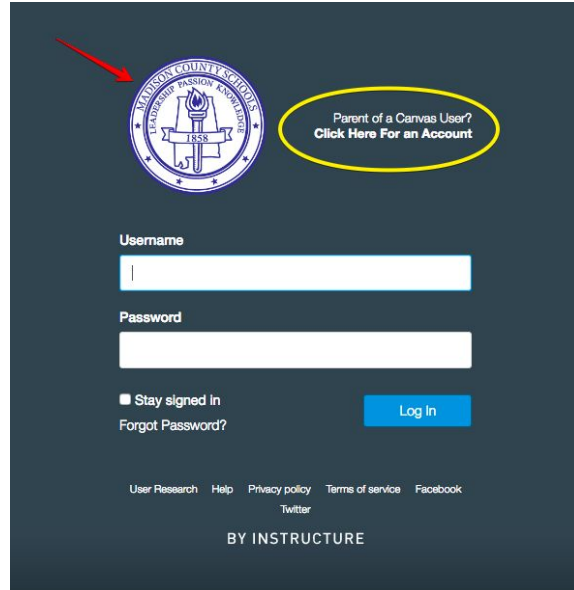 MADISON COUNTY SCHOOLS
LEADERSHIP PASSION KNOWLEDGE
1858
Parent of a Canvas User?
Click Here For an Account
Username
Password
Stay signed in
Forgot Password?
Log In
User Research Help Privacy policy Terms of service Facebook
Twitter
BY INSTRUCTURE